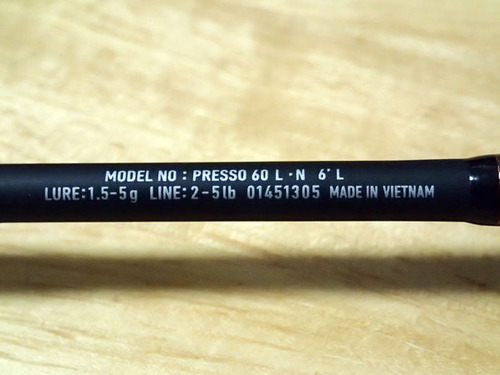 MODEL NO : PRESSO 60 L・N 6' L
LURE:1.5-5g LINE:2-5lb 01451305 MADE IN VIETNAM